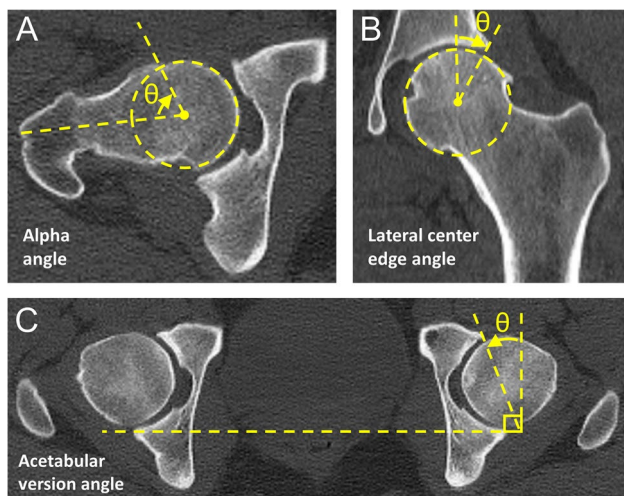 A
θ
Alpha
angle
B
θ
Lateral center
edge angle
C
θ
Acetabular
version angle